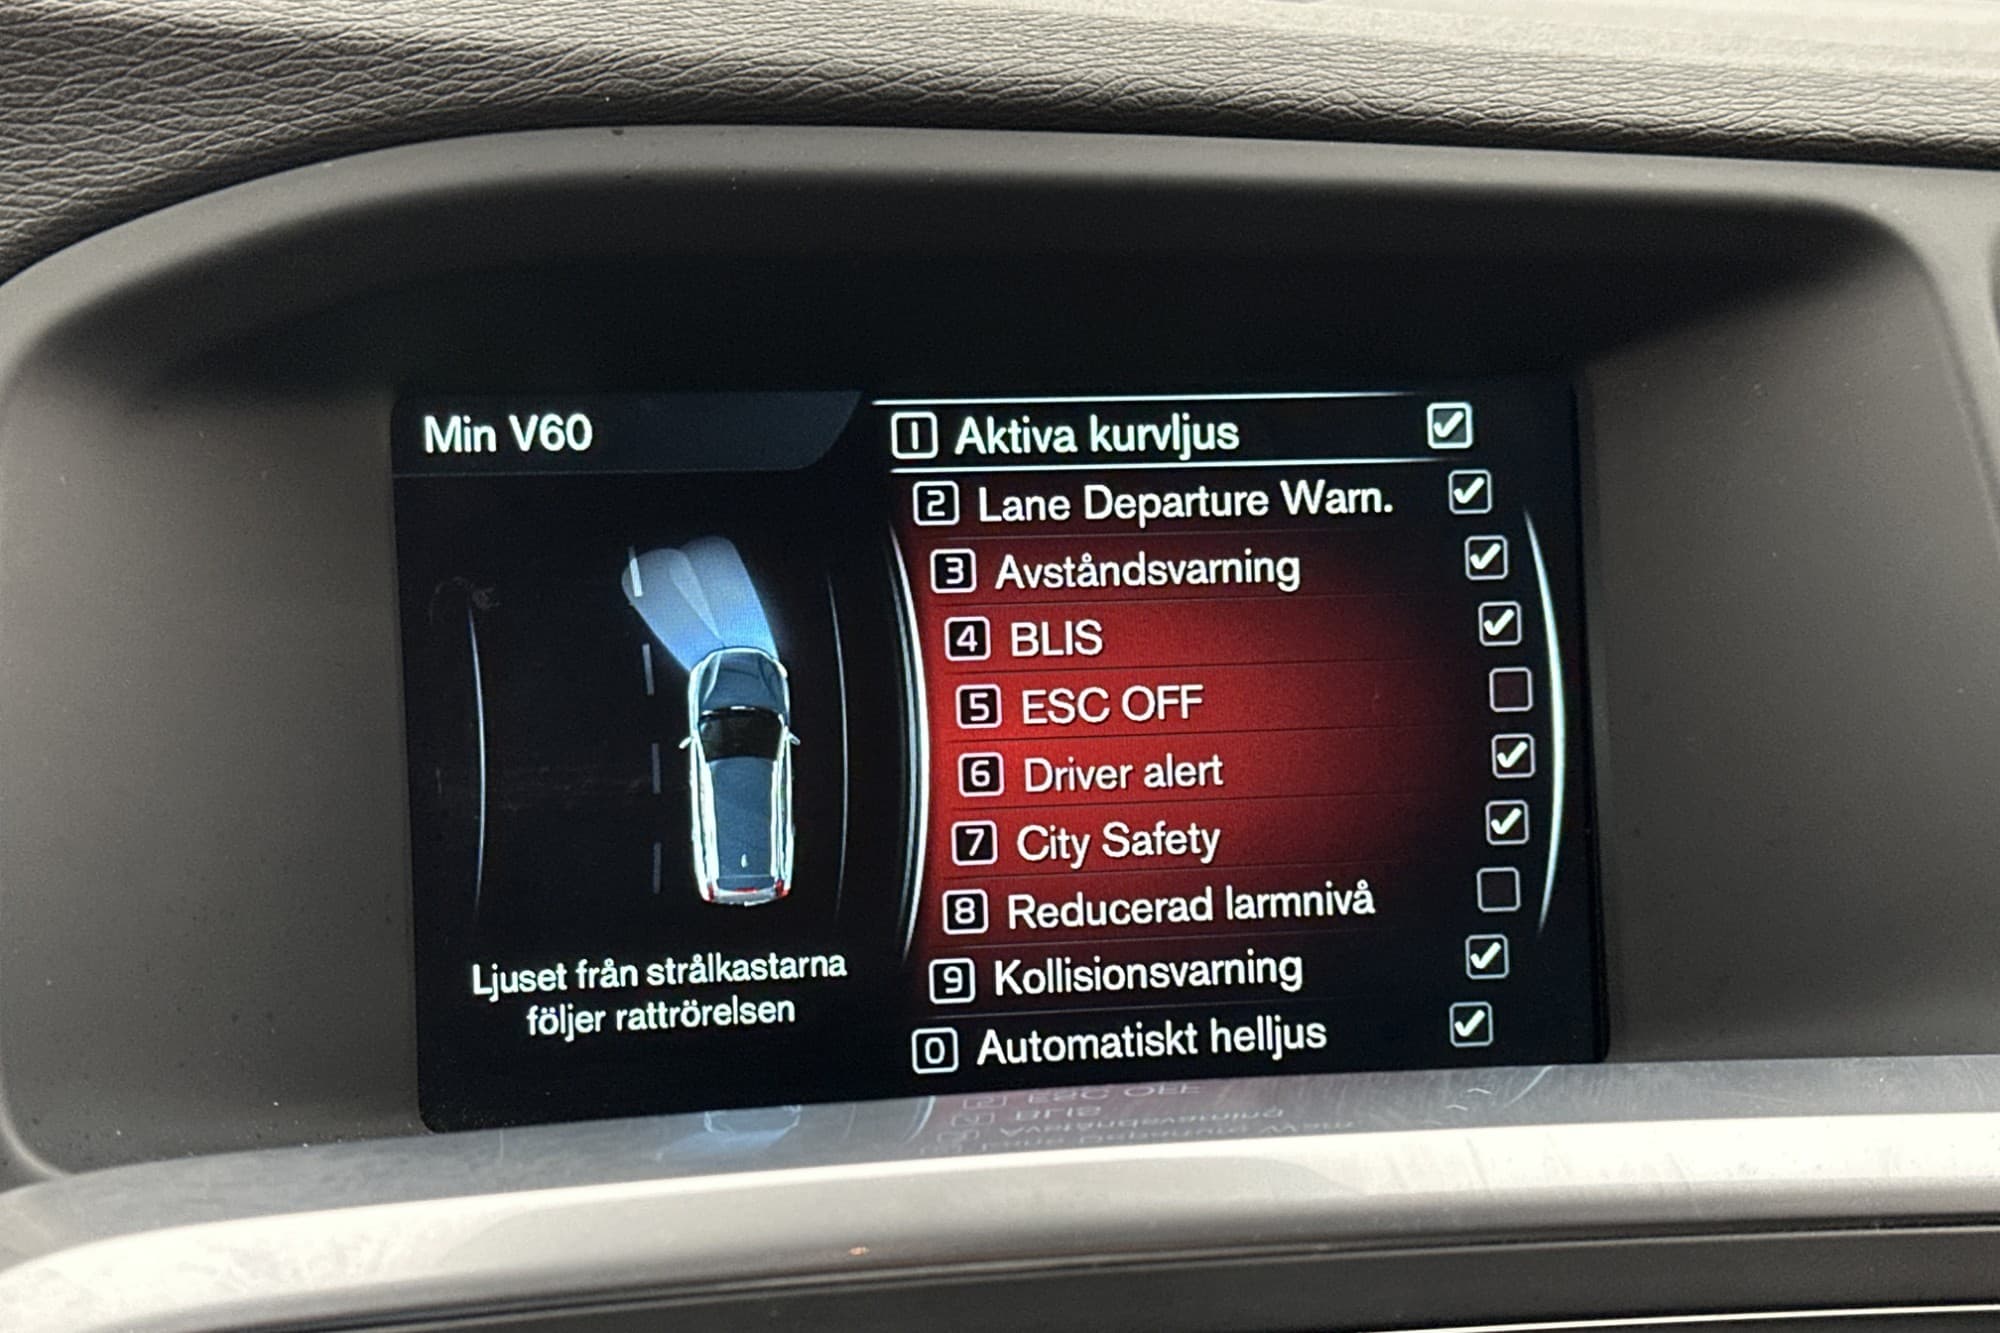 Min V60
1 Aktiva kurvljus
2 Lane Departure Warn.
3 Avståndsvarning
4 BLIS
5 ESC OFF
6 Driver alert
7 City Safety
8 Reducerad larmnivå
9 Kollisionsvarning
0 Automatiskt helljus
Ljuset från strålkastarna
följer rattrörelsen